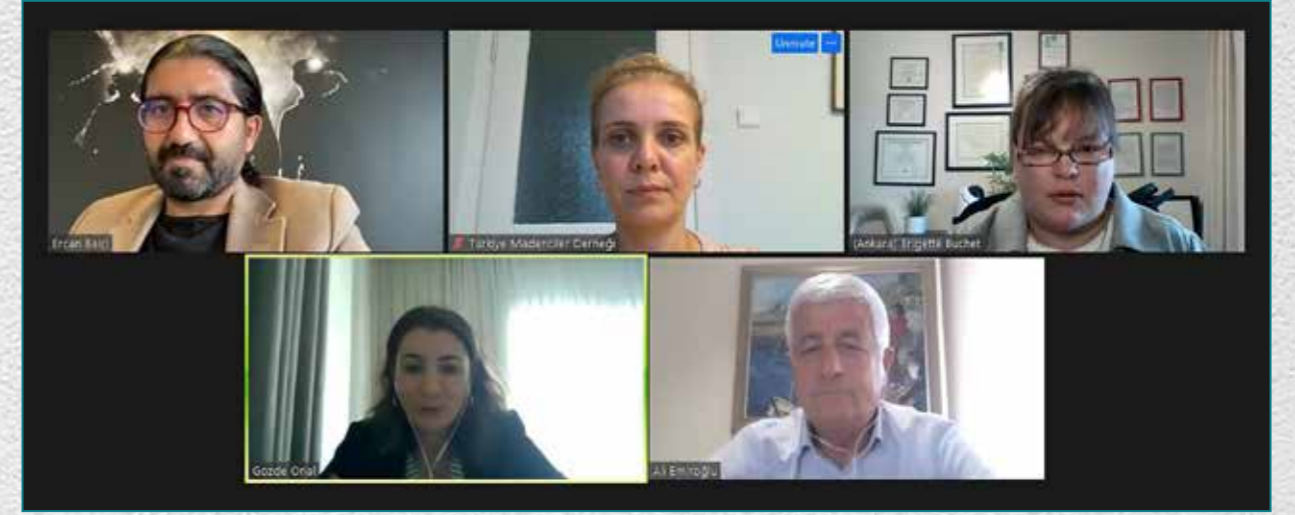 Unmute ...
Ercan Balcı
Türkiye Madenciler Derneği
(Ankara) Brigette Buchet
Gozde Onal
Ali Emiroğlu